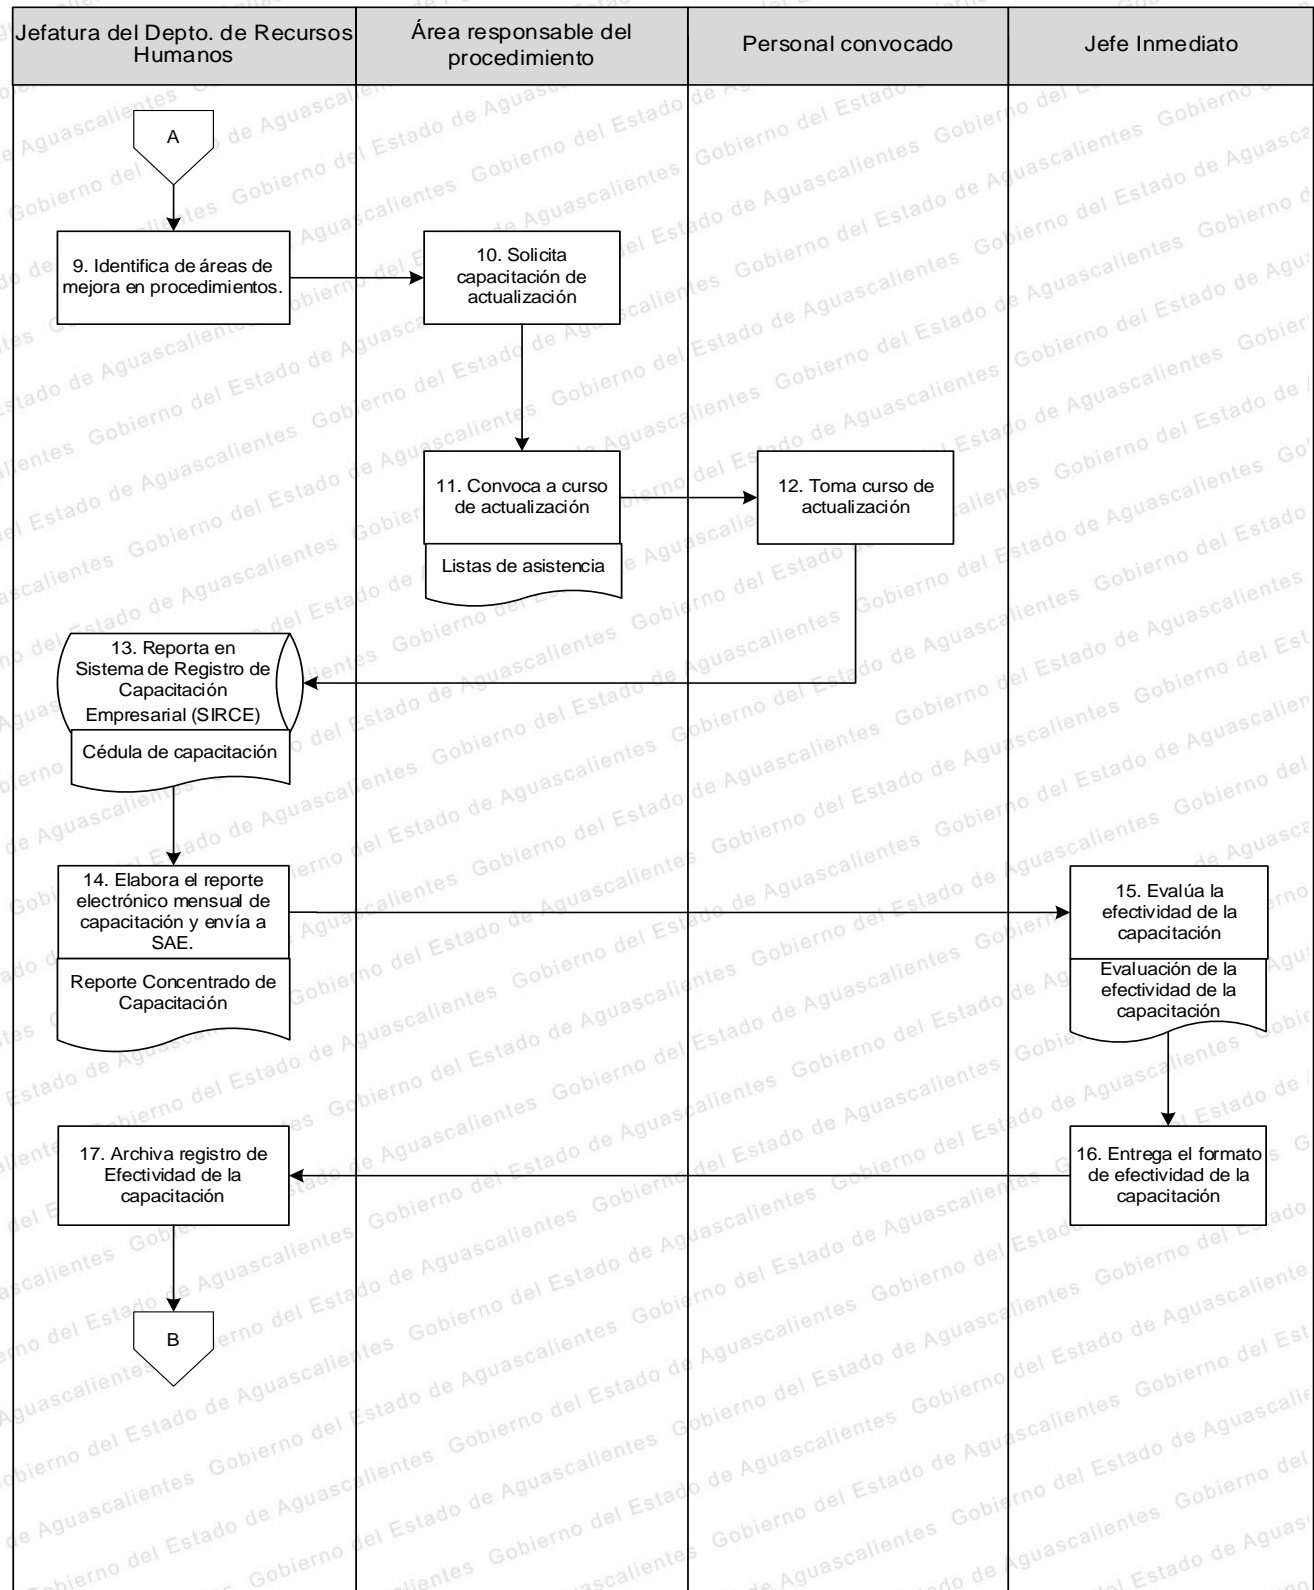 Jefatura del Depto. de Recursos
Humanos
Área responsable del
procedimiento
Personal convocado
Jefe Inmediato
A
9. Identifica de áreas de
mejora en procedimientos.
10. Solicita
capacitación de
actualización
11. Convoca a curso
de actualización
Listas de asistencia
12. Toma curso de
actualización
13. Reporta en
Sistema de Registro de
Capacitación
Empresarial (SIRCE)
Cédula de capacitación
14. Elabora el reporte
electrónico mensual de
capacitación y envía a
SAE.
Reporte Concentrado de
Capacitación
15. Evalúa la
efectividad de la
capacitación
Evaluación de la
efectividad de la
capacitación
16. Entrega el formato
de efectividad de la
capacitación
17. Archiva registro de
Efectividad de la
capacitación
B
Gobierno del Estado de Aguascalientes